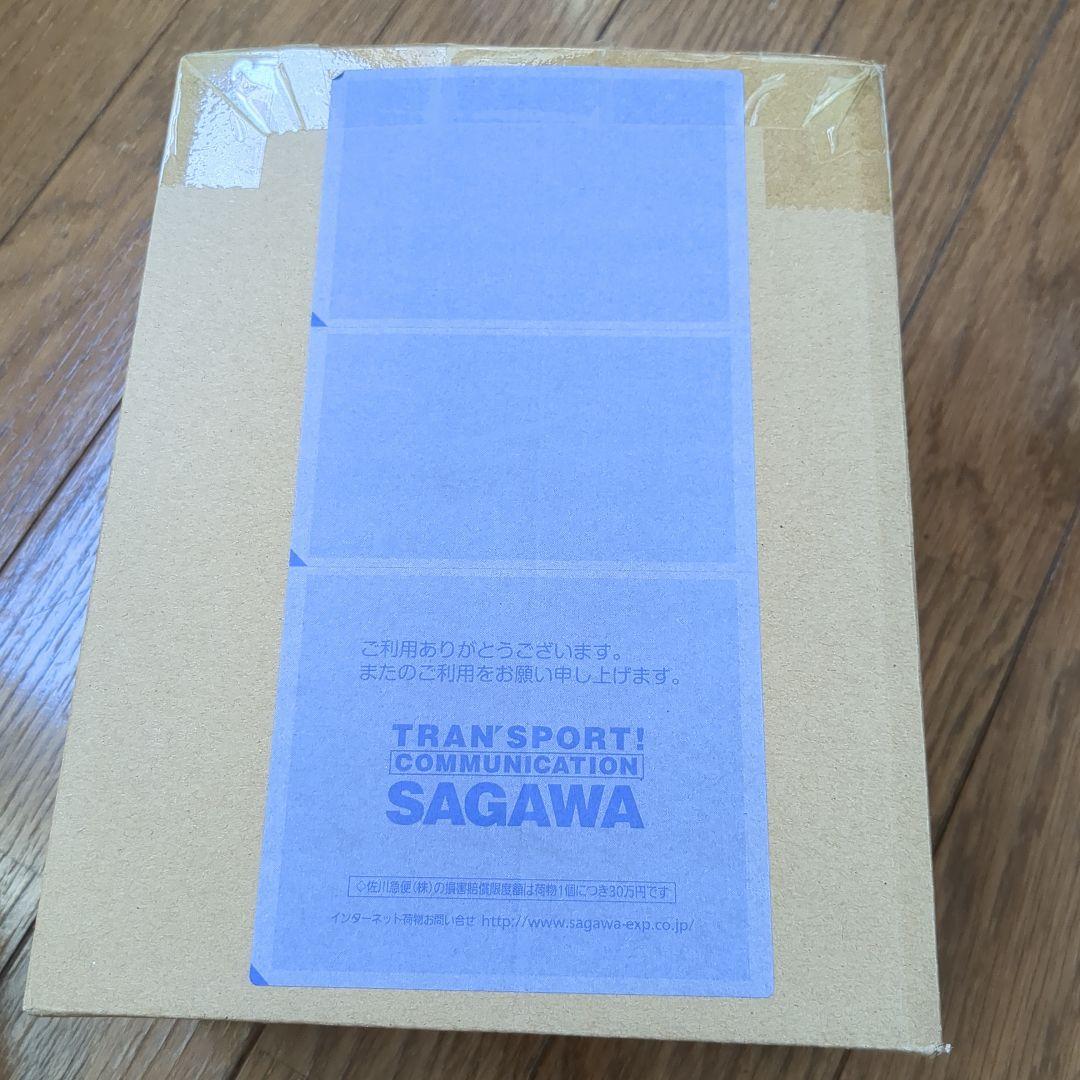 ご利用ありがとうございます。
またのご利用をお願い申し上げます。
TRAN'SPORT!
COMMUNICATION
SAGAWA
◇佐川急便(株)の損害賠償限度額は荷物1個につき30万円です
インターネット荷物お問い合せ http://www.sagawa-exp.co.jp/